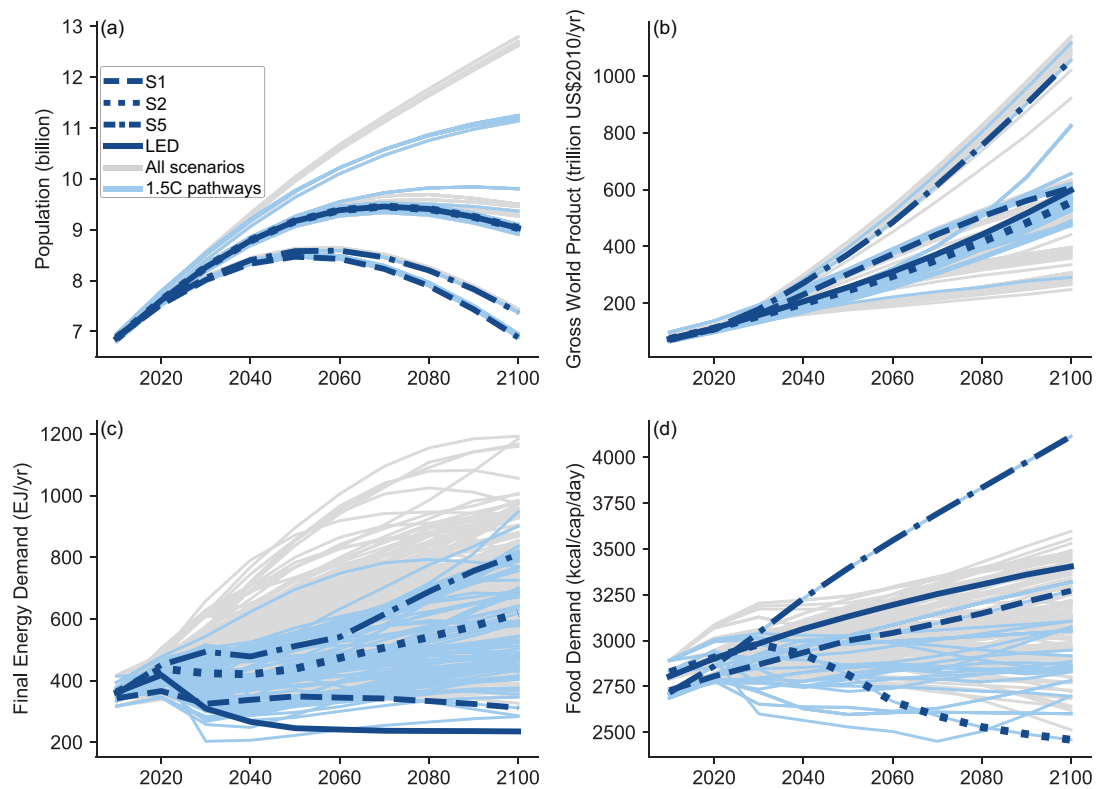 (a)
Population (billion)
13
12
11
10
9
8
7
S1
S2
S5
LED
All scenarios
1.5C pathways
2020 2040 2060 2080 2100
(b)
Gross World Product (trillion US$2010/yr)
1000
800
600
400
200
2020 2040 2060 2080 2100
(c)
Final Energy Demand (EJ/yr)
1200
1000
800
600
400
200
2020 2040 2060 2080 2100
(d)
Food Demand (kcal/cap/day)
4000
3750
3500
3250
3000
2750
2500
2020 2040 2060 2080 2100